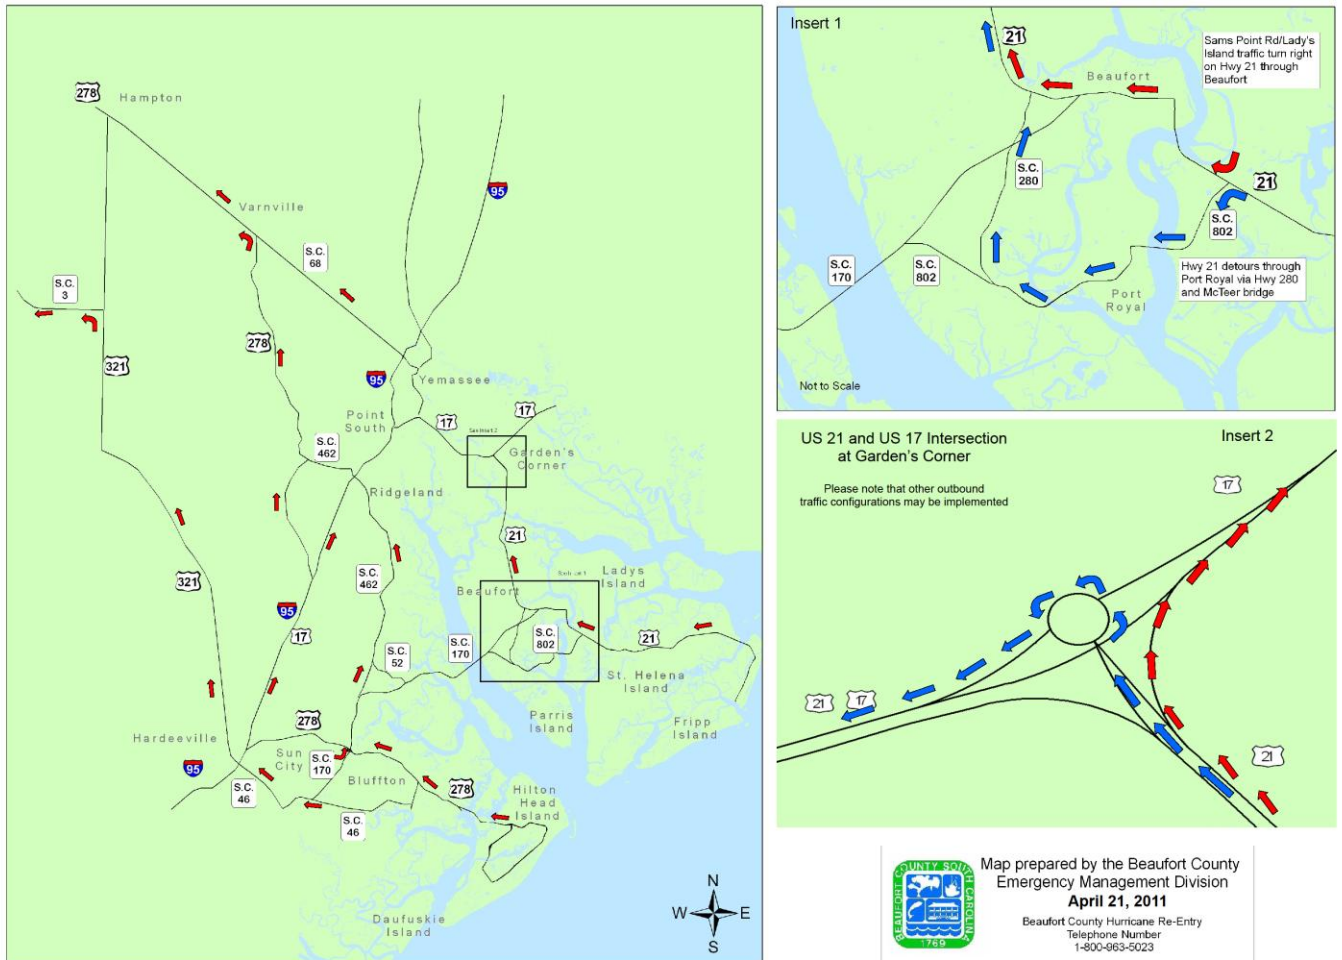 278
Hampton
95
Varnville
S.C.
68
S.C.
3
278
321
95
Yemassee
Point
South
17
17
S.C.
462
Garden's
Corner
Ridgeland
21
321
S.C.
462
Ladys
Island
Beaufort
95
17
S.C.
52
S.C.
170
S.C.
802
21
St. Helena
Island
278
Parris
Island
Fripp
Island
Hardeeville
Sun
City
S.C.
170
95
Bluffton
278
Hilton
Head
Island
S.C.
46
S.C.
46
Daufuskie
Island
N
W
E
S
Insert 1
21
Beaufort
Sams Point Rd/Lady's
Island traffic turn right
on Hwy 21 through
Beaufort
S.C.
280
21
S.C.
802
S.C.
170
S.C.
802
Hwy 21 detours through
Port Royal via Hwy 280
and McTeer bridge
Port
Royal
Not to Scale
US 21 and US 17 Intersection
at Garden's Corner
Insert 2
Please note that other outbound
traffic configurations may be implemented
17
21
17
21
BEAUFORT COUNTY SOUTH CAROLINA
1769
Map prepared by the Beaufort County
Emergency Management Division
April 21, 2011
Beaufort County Hurricane Re-Entry
Telephone Number
1-800-963-5023